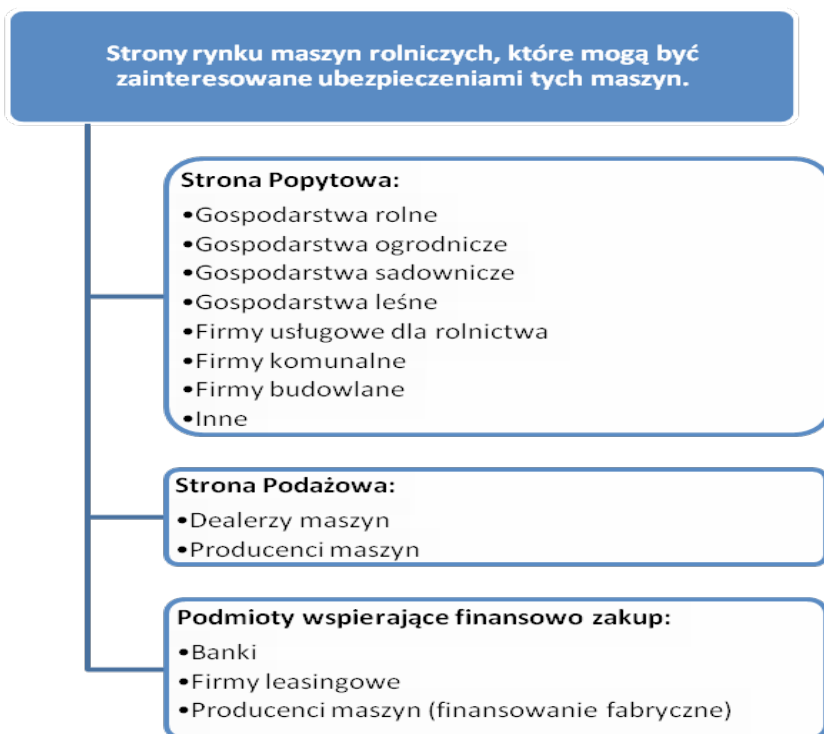 Strony rynku maszyn rolniczych, które mogą być
zainteresowane ubezpieczeniami tych maszyn.
Strona Popytowa:
•Gospodarstwa rolne
•Gospodarstwa ogrodnicze
•Gospodarstwa sadownicze
•Gospodarstwa leśne
•Firmy usługowe dla rolnictwa
•Firmy komunalne
•Firmy budowlane
•Inne
Strona Podażowa:
•Dealerzy maszyn
•Producenci maszyn
Podmioty wspierające finansowo zakup:
•Banki
•Firmy leasingowe
•Producenci maszyn (finansowanie fabryczne)